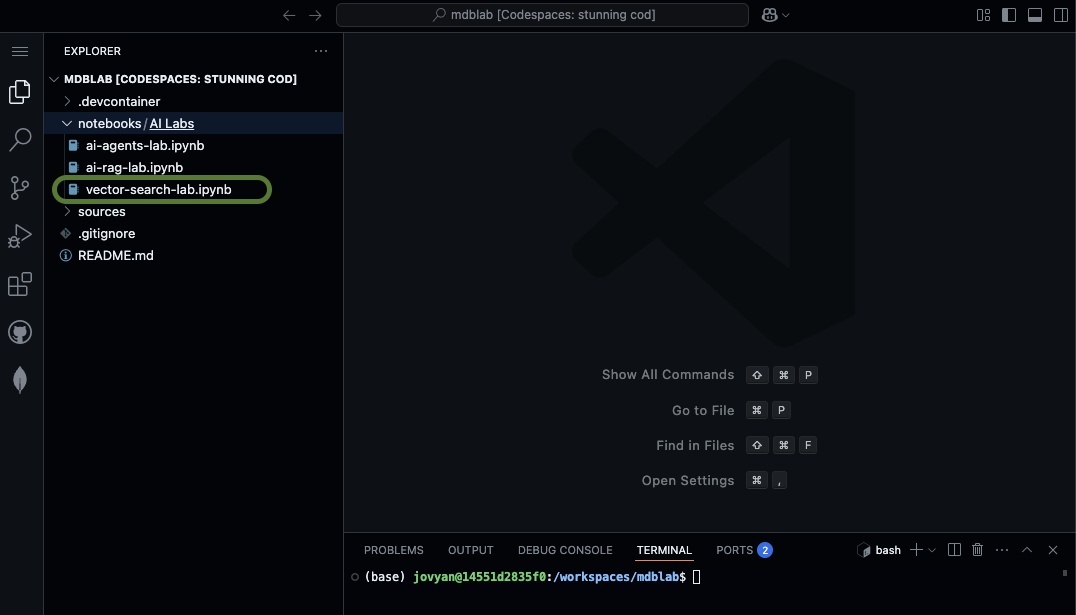 mdblab [Codespaces: stunning cod]
EXPLORER
MDBLAB [CODESPACES: STUNNING COD]
.devcontainer
notebooks / AI Labs
ai-agents-lab.ipynb
ai-rag-lab.ipynb
vector-search-lab.ipynb
sources
.gitignore
README.md
Show All Commands ⇧ ⌘ P
Go to File ⌘ P
Find in Files ⇧ ⌘ F
Open Settings ⌘ ,
PROBLEMS OUTPUT DEBUG CONSOLE TERMINAL PORTS 2 bash
(base) jovyan@14551d2835f0:/workspaces/mdblab$